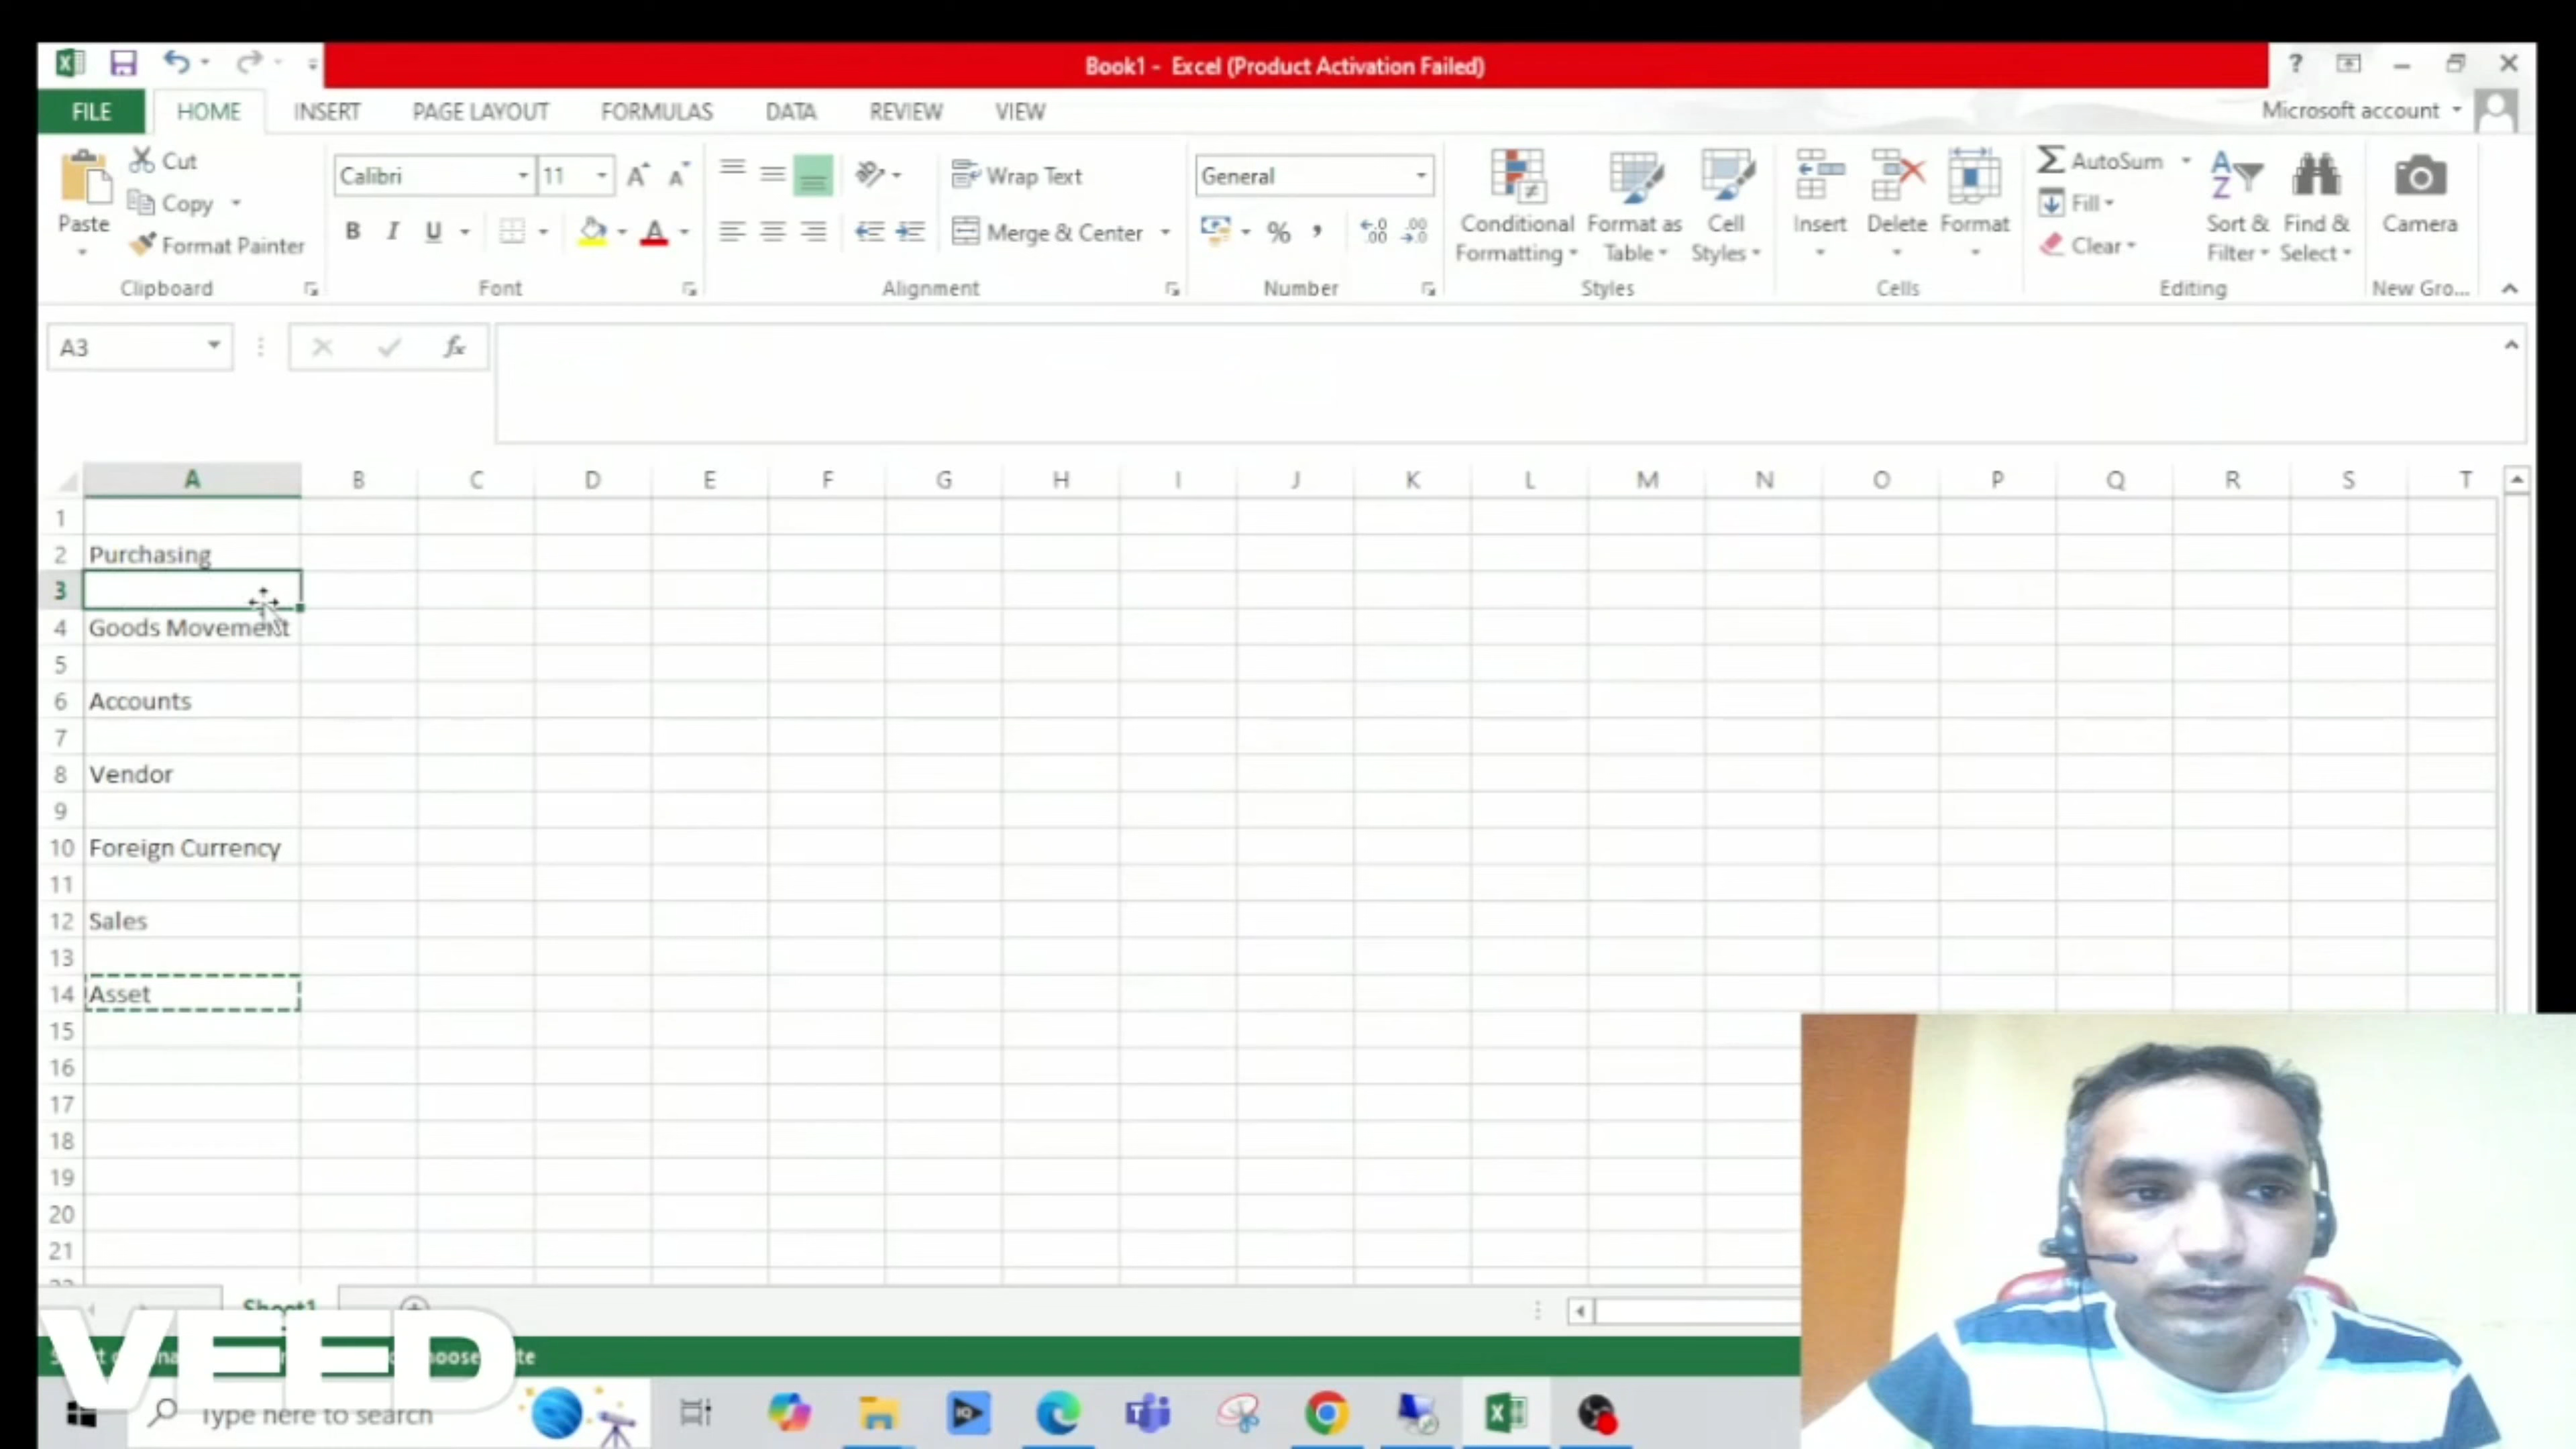 Book1 - Excel (Product Activation Failed)
?
FILE HOME INSERT PAGE LAYOUT FORMULAS DATA REVIEW VIEW
Microsoft account
Paste
Cut
Copy
Format Painter
Clipboard
Calibri 11
B I U
Font
Wrap Text
Merge & Center
Alignment
General
%
Number
Conditional Formatting
Format as Table
Cell Styles
Styles
Insert
Delete
Format
Cells
AutoSum
Fill
Clear
Sort & Filter
Find & Select
Editing
Camera
New Gro...
A3
fx
A B C D E F G H I J K L M N O P Q R S T
1
2 Purchasing
3
4 Goods Movement
5
6 Accounts
7
8 Vendor
9
10 Foreign Currency
11
12 Sales
13
14 Asset
15
16
17
18
19
20
21
Sheet1
VEED
Type here to search